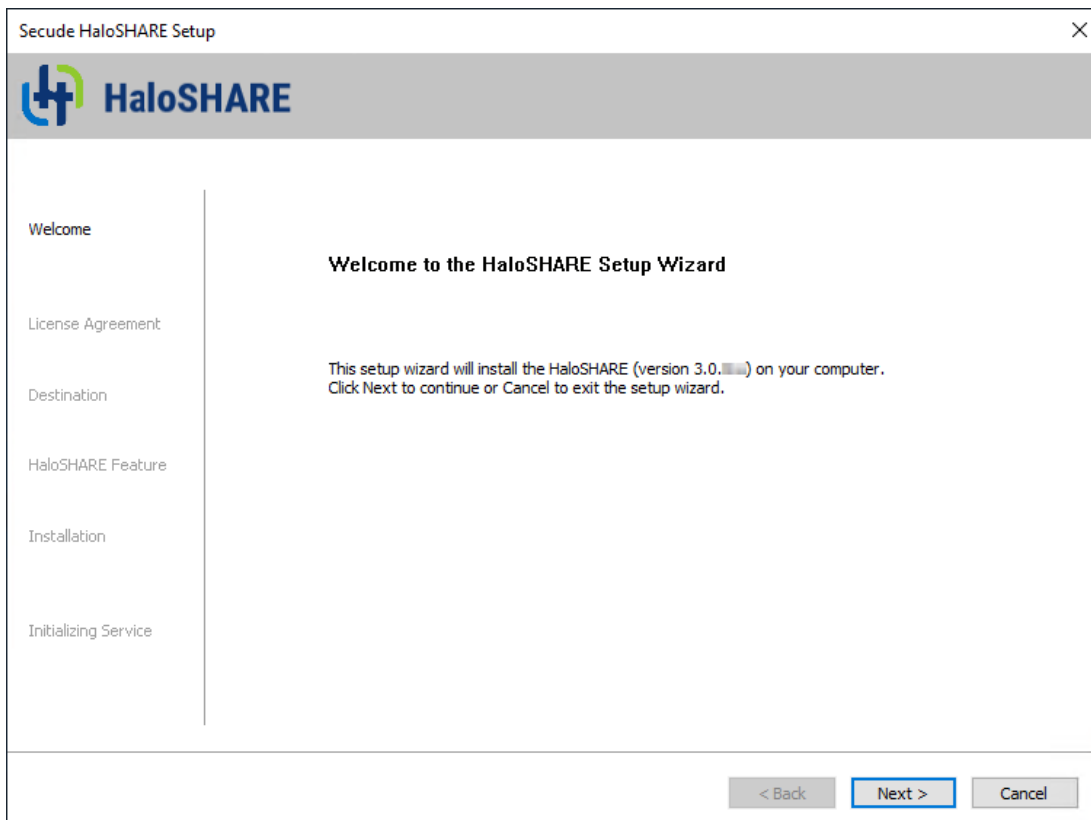 Secude HaloSHARE Setup
HaloSHARE
Welcome
License Agreement
Destination
HaloSHARE Feature
Installation
Initializing Service
Welcome to the HaloSHARE Setup Wizard
This setup wizard will install the HaloSHARE (version 3.0.) on your computer.
Click Next to continue or Cancel to exit the setup wizard.
< Back
Next >
Cancel